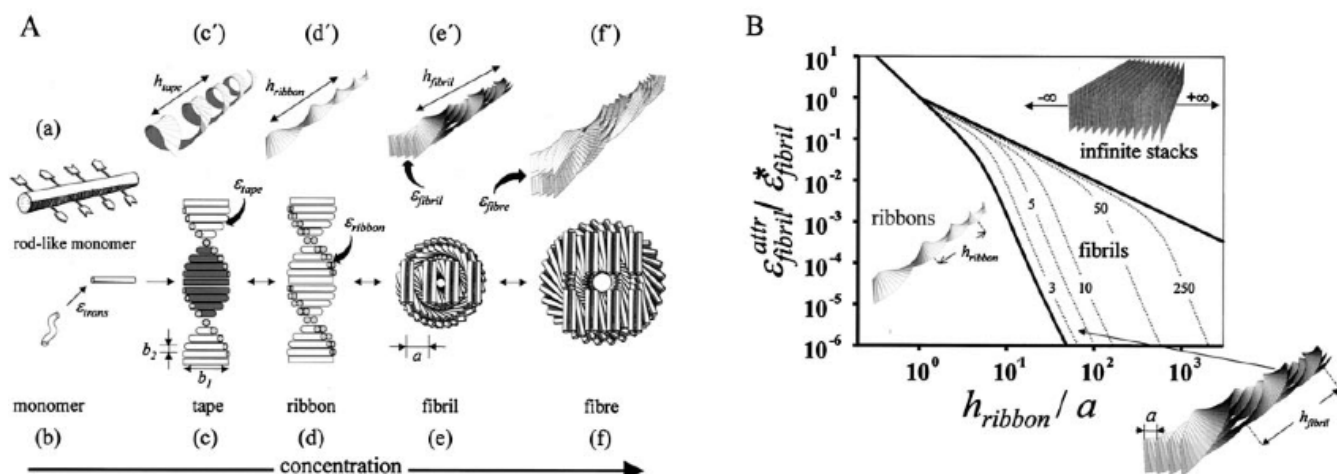 A
(c´)
(d´)
(e´)
(f´)
h_tape
h_ribbon
h_fibril
(a)
rod-like monomer
ε_tape
ε_ribbon
ε_fibril
ε_fibre
ε_trans
b_2
b_1
a
monomer
tape
ribbon
fibril
fibre
(b)
(c)
(d)
(e)
(f)
concentration
B
10^1
10^0
10^-1
10^-2
10^-3
10^-4
10^-5
10^-6
ε_fibril^attr / ε*_fibril
-∞
+∞
infinite stacks
ribbons
h_ribbon
5
50
fibrils
3
10
250
10^0
10^1
10^2
10^3
h_ribbon / a
a
h_fibril